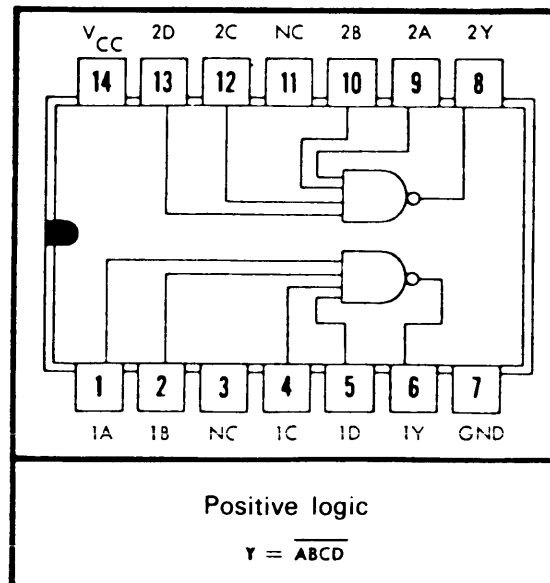 VCC 2D 2C NC 2B 2A 2Y
14 13 12 11 10 9 8
1 2 3 4 5 6 7
1A 1B NC 1C 1D 1Y GND
Positive logic
Y = \overline{ABCD}